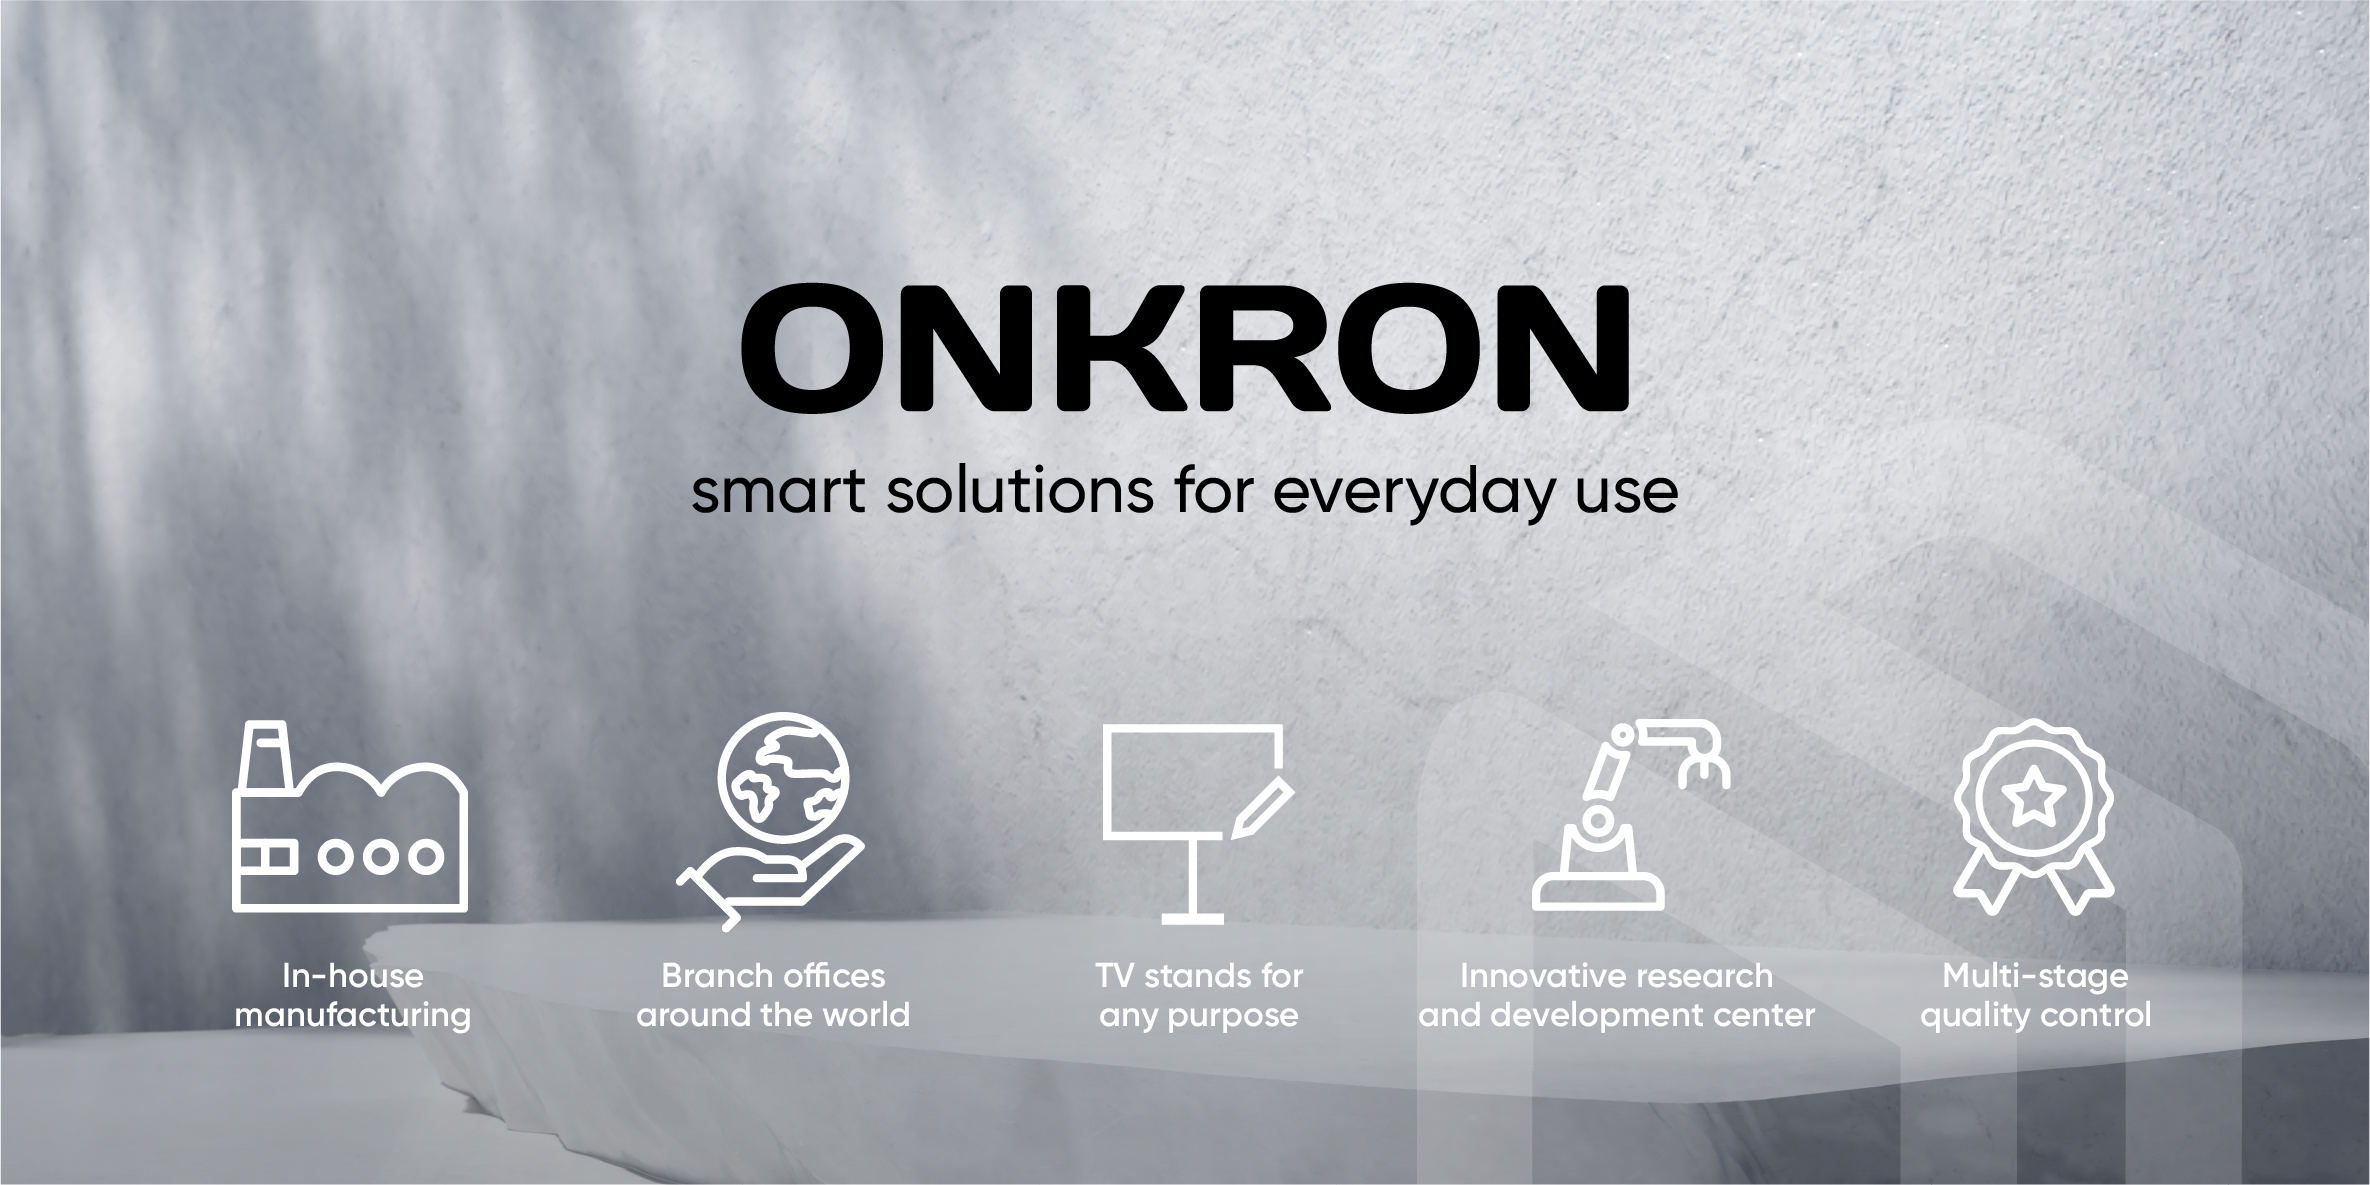 ONKRON
smart solutions for everyday use
In-house
manufacturing
Branch offices
around the world
TV stands for
any purpose
Innovative research
and development center
Multi-stage
quality control